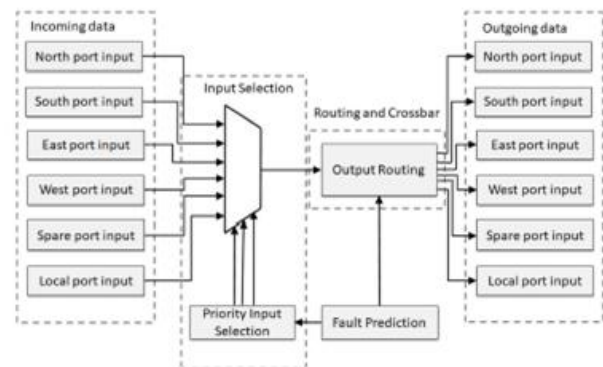 Incoming data
North port input
South port input
East port input
West port input
Spare port input
Local port input
Input Selection
Priority Input
Selection
Routing and Crossbar
Output Routing
Fault Prediction
Outgoing data
North port input
South port input
East port input
West port input
Spare port input
Local port input